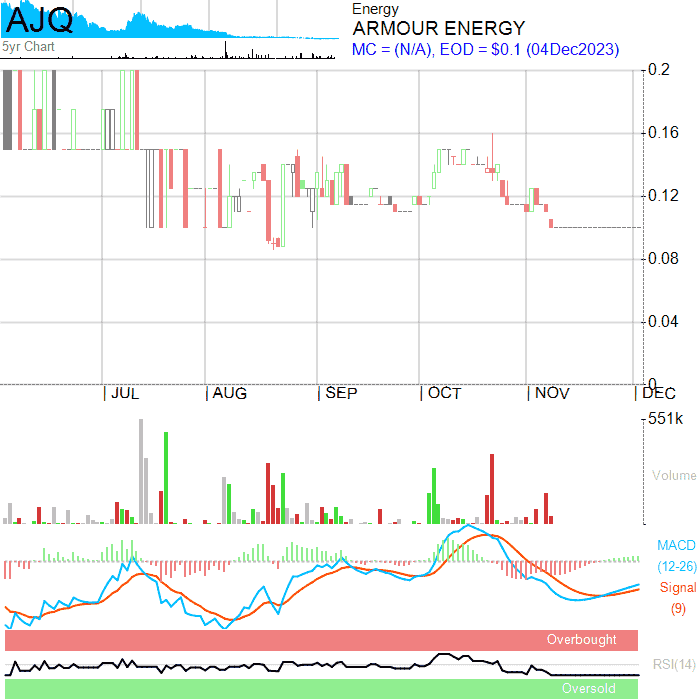 AJQ
5yr Chart
Energy
ARMOUR ENERGY
MC = (N/A), EOD = $0.1 (04Dec2023)
0.2
0.16
0.12
0.08
0.04
0
JUL AUG SEP OCT NOV DEC
551k
Volume
MACD
(12-26)
Signal
(9)
Overbought
RSI(14)
Oversold